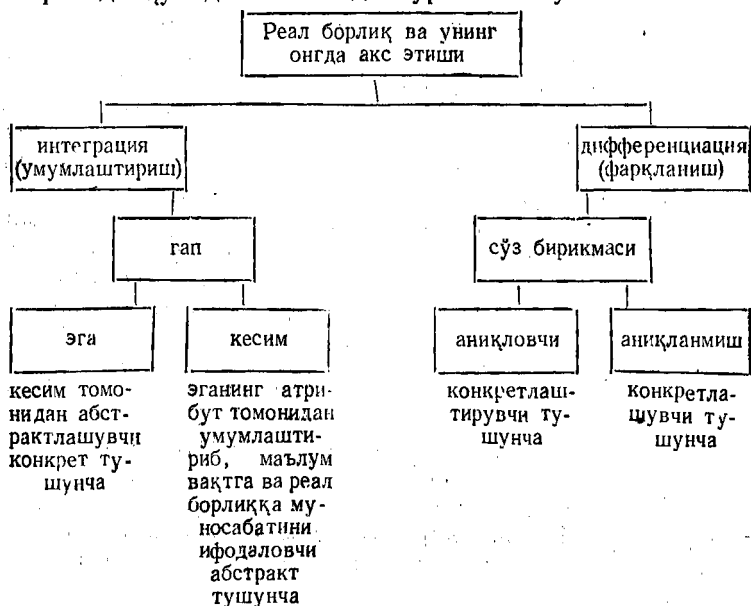 Реал борлиқ ва унинг
онгда акс этиши
интеграция
(умумлаштириш)
дифференциация
(фарқланиш)
гап
сўз бирикмаси
эга
кесим
аниқловчи
аниқланмиш
кесим томо-
нидан абст-
рактлашувчи
конкрет ту-
шунча
эганинг атри-
бут томонидан
умумлашти-
риб, маълум
вақтга ва реал
борлиққа му-
носабатини
ифодаловчи
абстракт
тушунча
конкретлаш-
тирувчи ту-
шунча
конкретла-
шувчи ту-
шунча